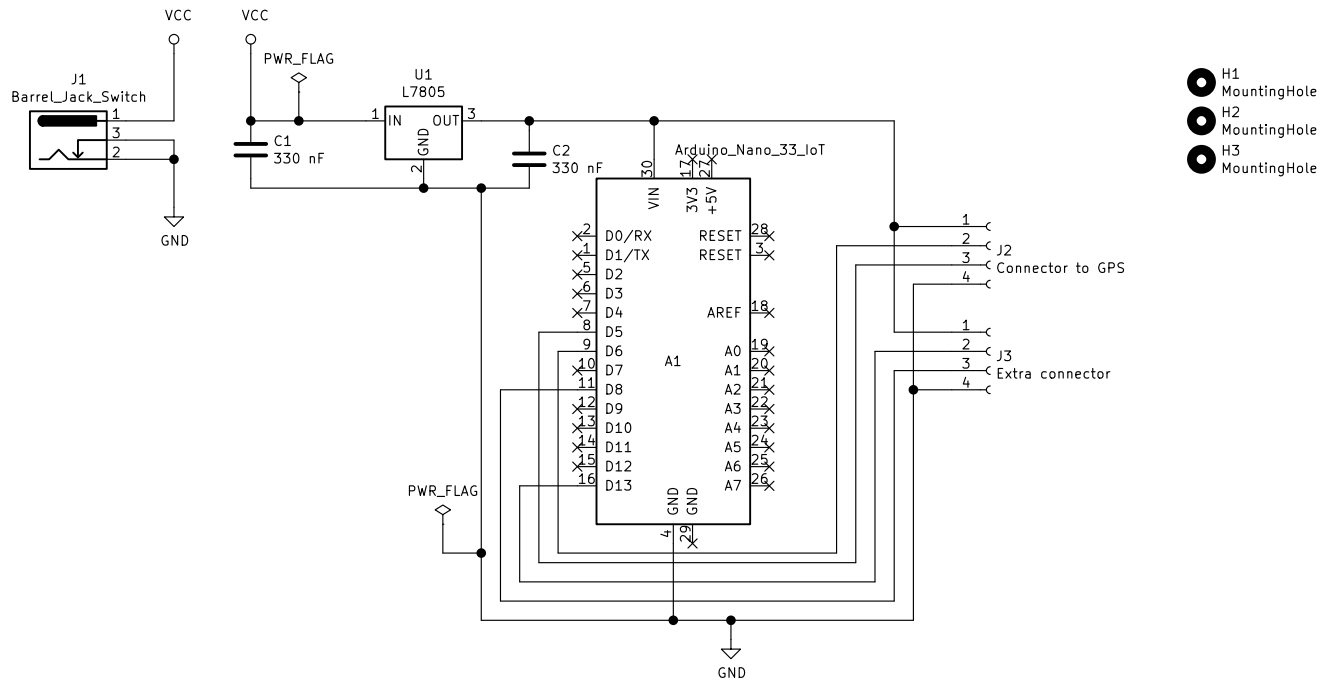 VCC
VCC
PWR_FLAG
J1
Barrel_Jack_Switch
1
3
2
GND
C1
330 nF
U1
L7805
1
IN
OUT
3
GND
2
C2
330 nF
H1
MountingHole
H2
MountingHole
H3
MountingHole
Arduino_Nano_33_IoT
30
17
27
VIN
3V3
+5V
2 D0/RX
1 D1/TX
5 D2
6 D3
7 D4
8 D5
9 D6
10 D7
11 D8
12 D9
13 D10
14 D11
15 D12
16 D13
A1
RESET 28
RESET 3
AREF 18
A0 19
A1 20
A2 21
A3 22
A4 23
A5 24
A6 25
A7 26
GND
GND
4
29
1
2
3
4
J2
Connector to GPS
1
2
3
4
J3
Extra connector
PWR_FLAG
GND